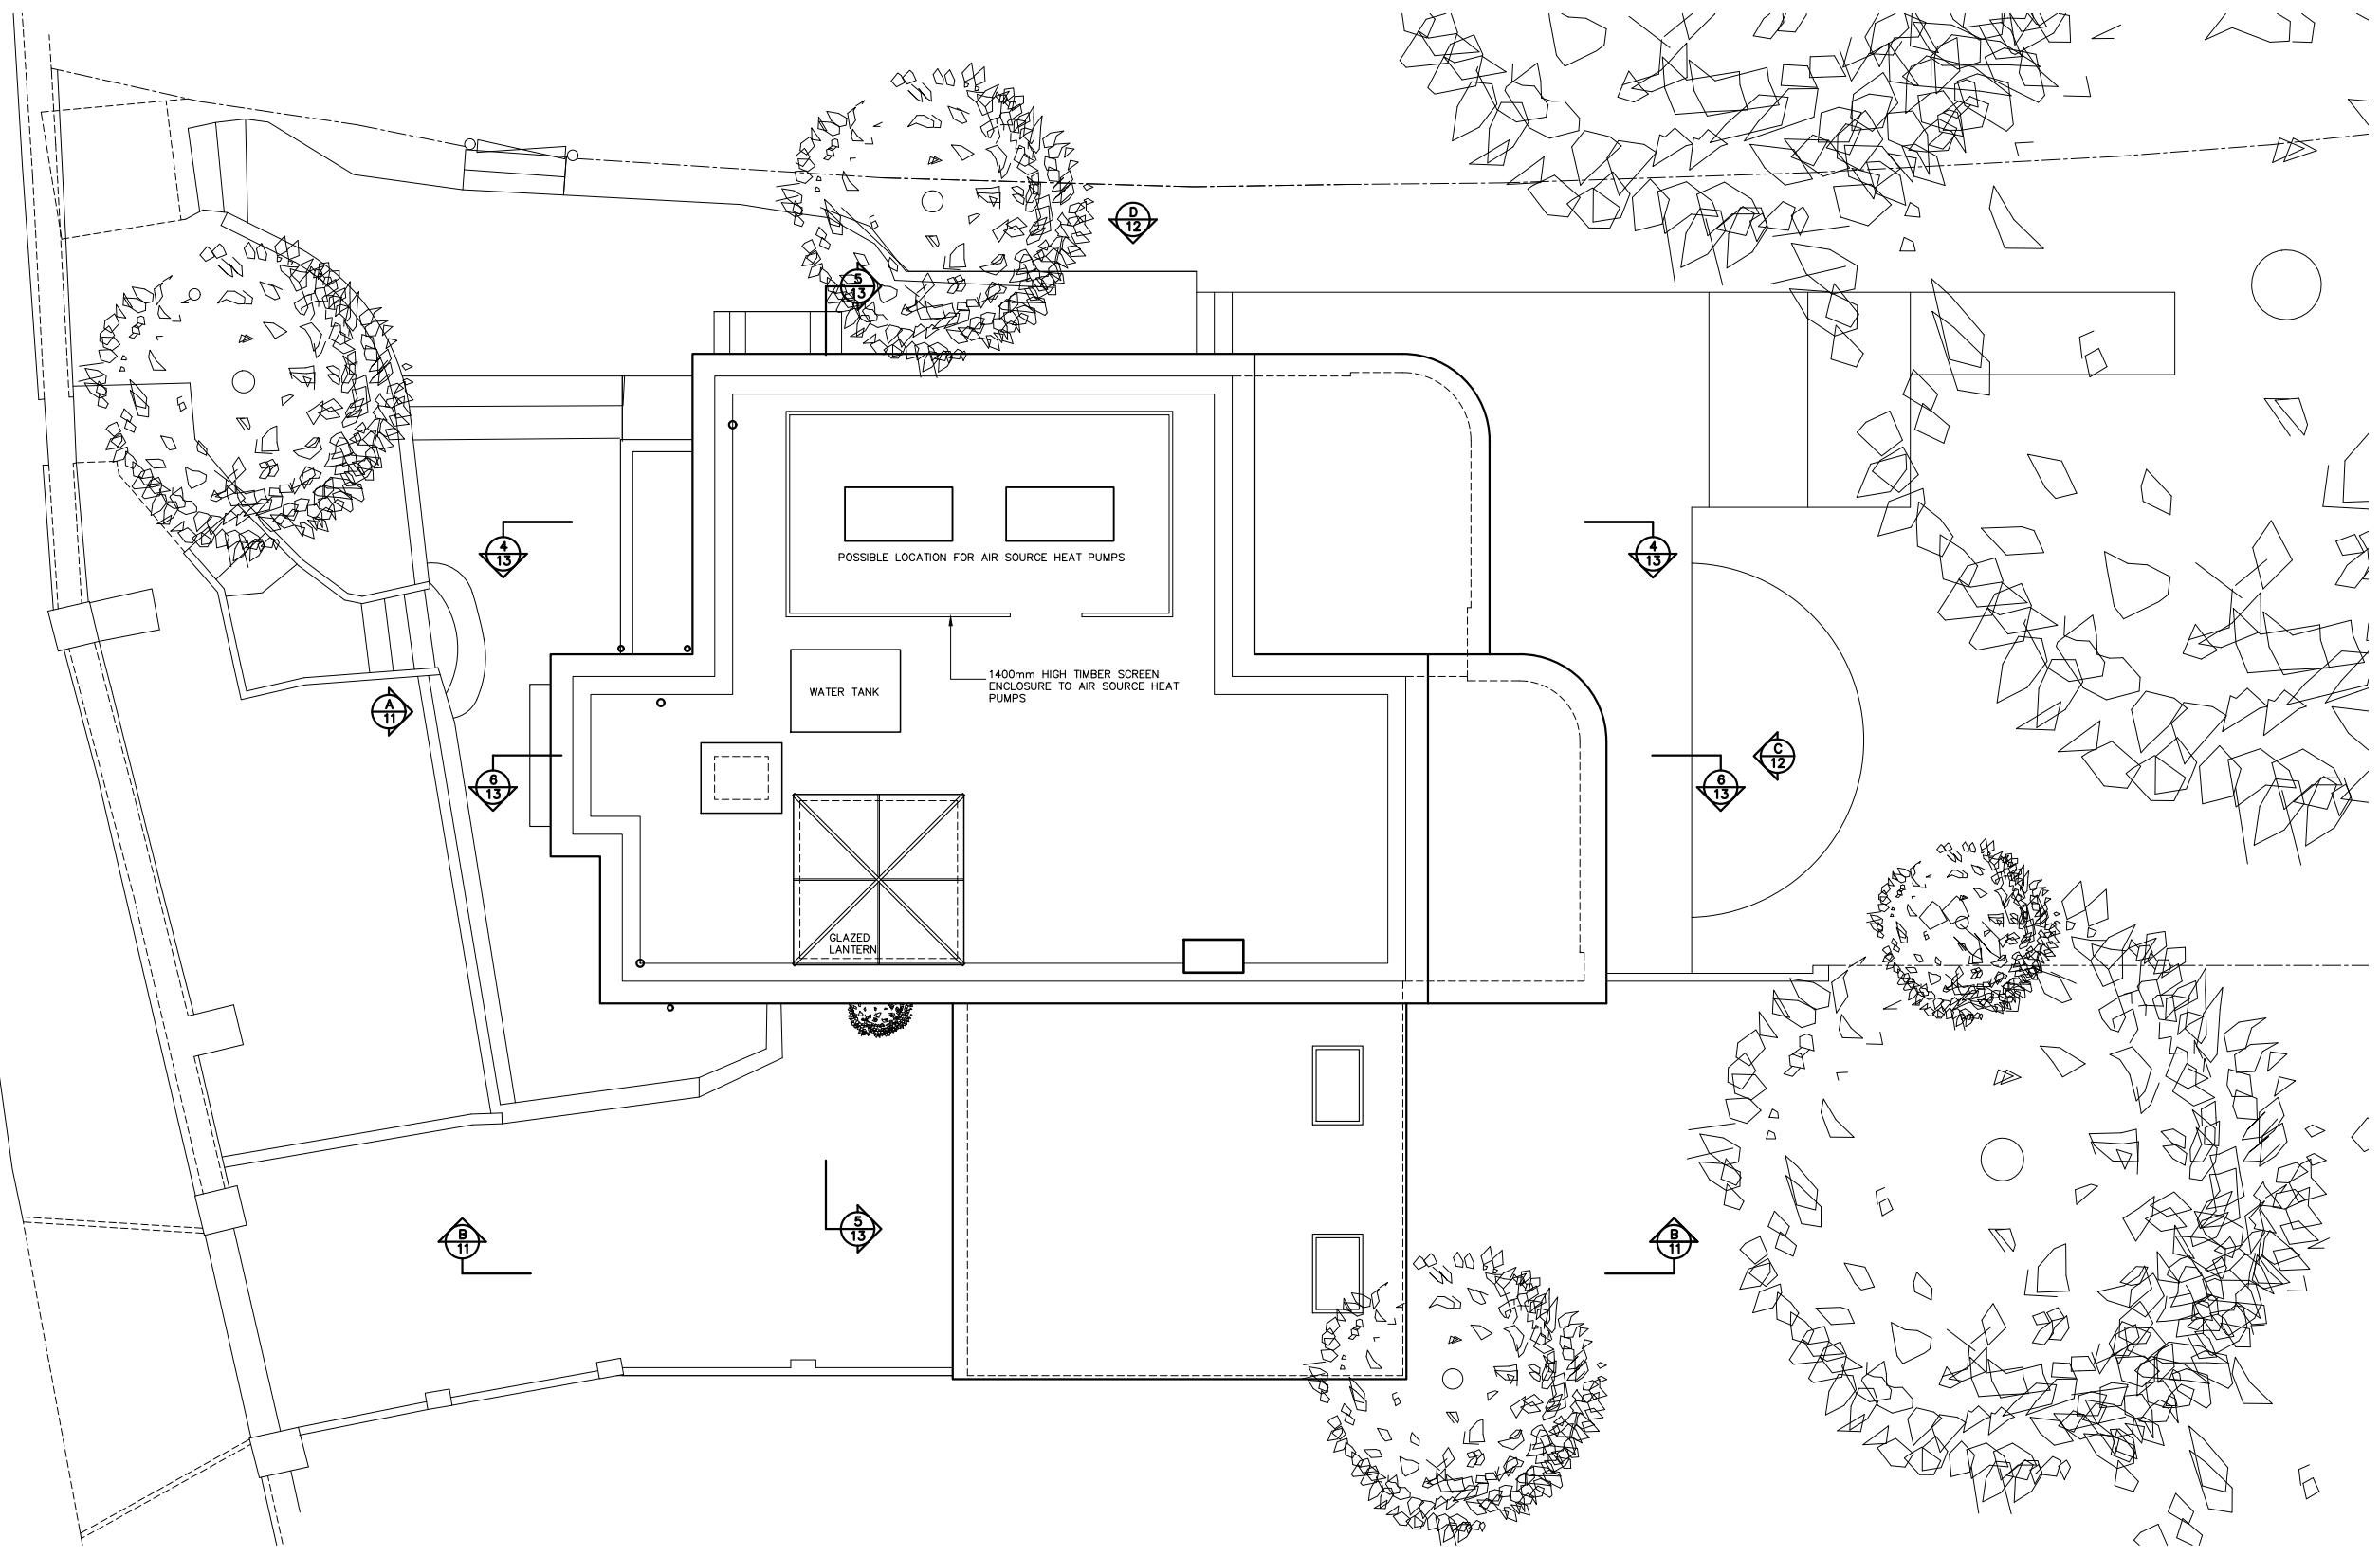 D
12
5
13
4
13
4
13
POSSIBLE LOCATION FOR AIR SOURCE HEAT PUMPS
1400mm HIGH TIMBER SCREEN
ENCLOSURE TO AIR SOURCE HEAT
PUMPS
WATER TANK
A
11
C
12
6
13
6
13
GLAZED
LANTERN
5
13
B
11
B
11